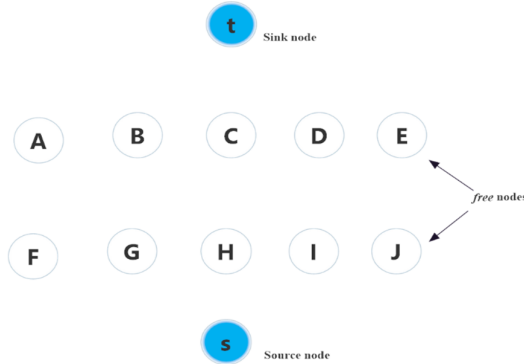 t
Sink node
A B C D E
free nodes
F G H I J
s
Source node